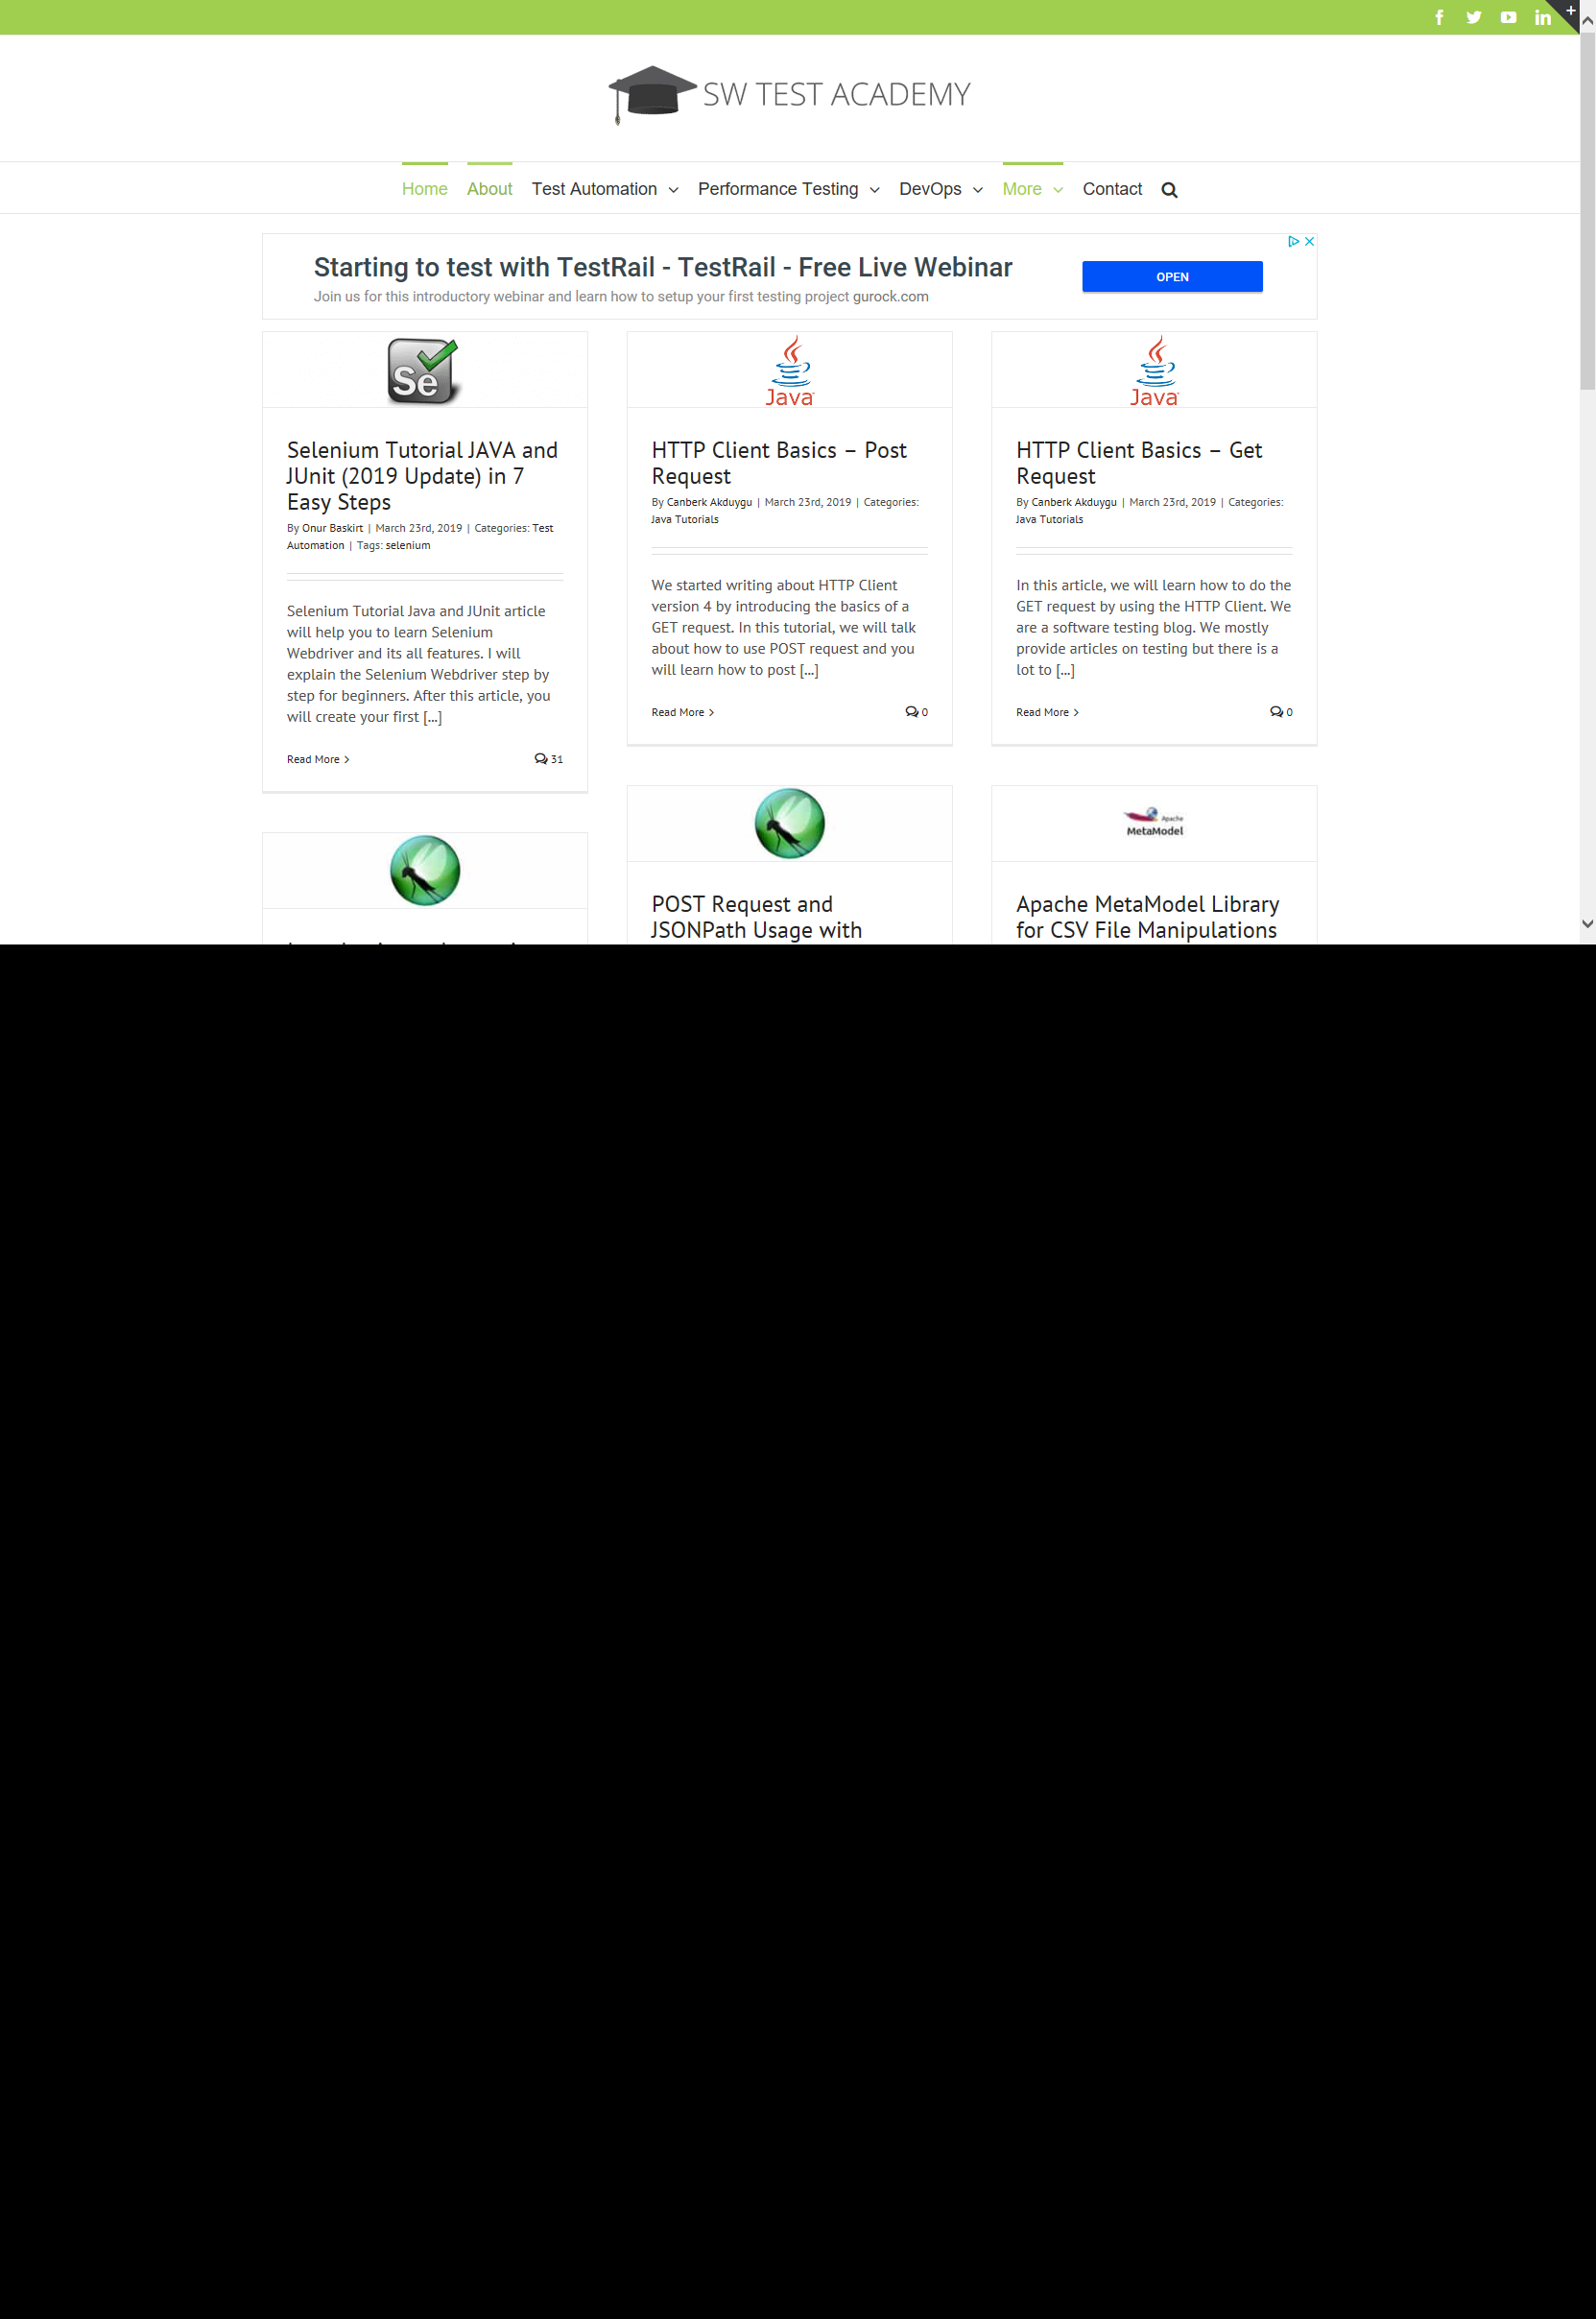 SW TEST ACADEMY
Home About Test Automation Performance Testing DevOps More Contact
Starting to test with TestRail - TestRail - Free Live Webinar
Join us for this introductory webinar and learn how to setup your first testing project gurock.com
OPEN
Se
Selenium Tutorial JAVA and
JUnit (2019 Update) in 7
Easy Steps
By Onur Baskirt | March 23rd, 2019 | Categories: Test
Automation | Tags: selenium
Selenium Tutorial Java and JUnit article
will help you to learn Selenium
Webdriver and its all features. I will
explain the Selenium Webdriver step by
step for beginners. After this article, you
will create your first [...]
Read More >
31
Java
HTTP Client Basics – Post
Request
By Canberk Akduygu | March 23rd, 2019 | Categories:
Java Tutorials
We started writing about HTTP Client
version 4 by introducing the basics of a
GET request. In this tutorial, we will talk
about how to use POST request and you
will learn how to post [...]
Read More >
0
Java
HTTP Client Basics – Get
Request
By Canberk Akduygu | March 23rd, 2019 | Categories:
Java Tutorials
In this article, we will learn how to do the
GET request by using the HTTP Client. We
are a software testing blog. We mostly
provide articles on testing but there is a
lot to [...]
Read More >
0
POST Request and
JSONPath Usage with
Apache
MetaModel
Apache MetaModel Library
for CSV File Manipulations